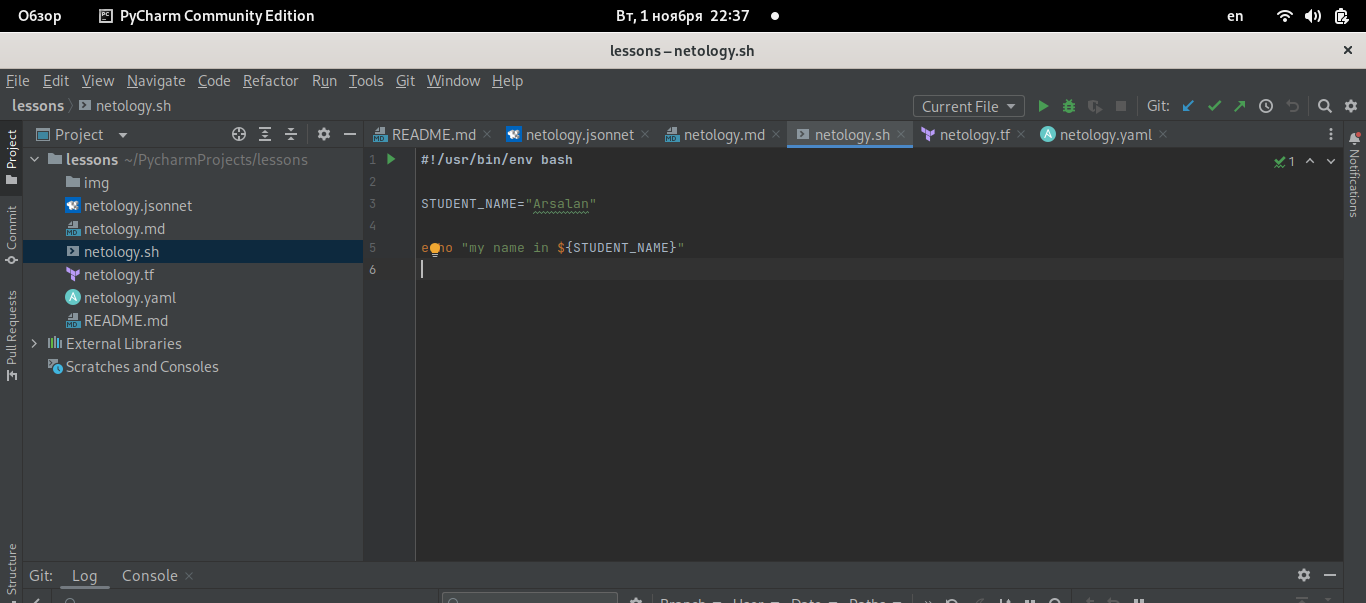 Обзор PyCharm Community Edition Вт, 1 ноября 22:37 en
lessons – netology.sh
File Edit View Navigate Code Refactor Run Tools Git Window Help
lessons netology.sh Current File Git:
Project
README.md netology.jsonnet netology.md netology.sh netology.tf netology.yaml
Project
Commit
Pull Requests
Structure
lessons ~/PycharmProjects/lessons
img
netology.jsonnet
netology.md
netology.sh
netology.tf
netology.yaml
README.md
External Libraries
Scratches and Consoles
1 #!/usr/bin/env bash
2
3 STUDENT_NAME="Arsalan"
4
5 echo "my name in ${STUDENT_NAME}"
6
1
Notifications
Git: Log Console
Branch User Date Paths